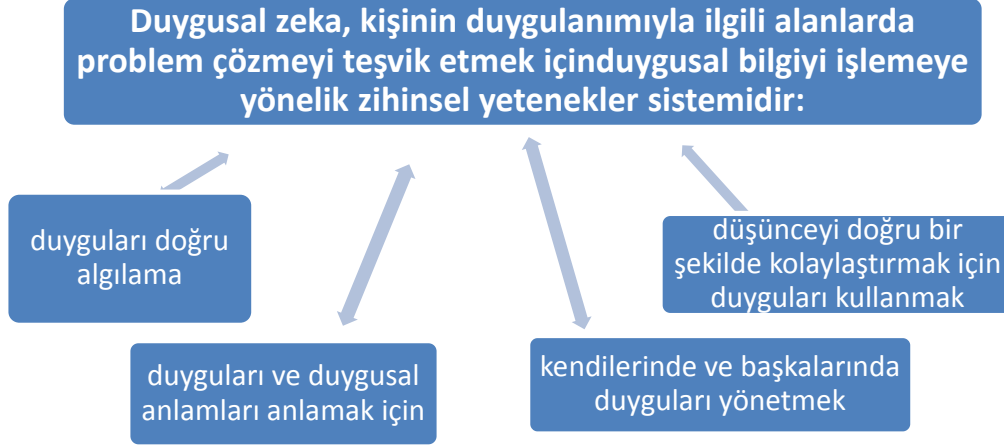 Duygusal zeka, kişinin duygulanımıyla ilgili alanlarda
problem çözmeyi teşvik etmek içinduygusal bilgiyi işlemeye
yönelik zihinsel yetenekler sistemidir:
duyguları doğru
algılama
düşünceyi doğru bir
şekilde kolaylaştırmak için
duyguları kullanmak
duyguları ve duygusal
anlamları anlamak için
kendilerinde ve başkalarında
duyguları yönetmek